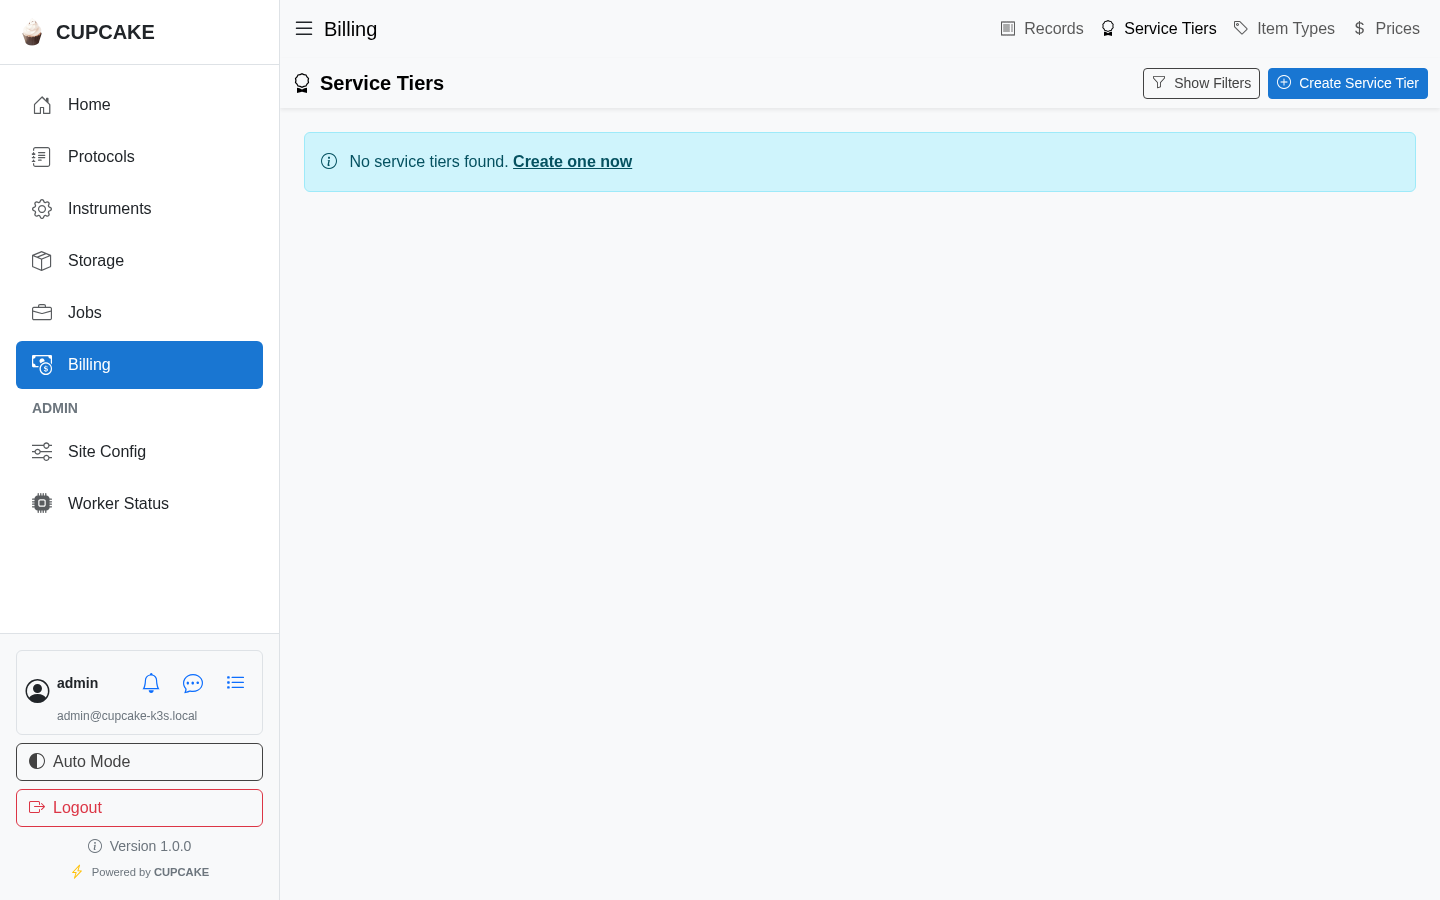 CUPCAKE
Home
Protocols
Instruments
Storage
Jobs
Billing
ADMIN
Site Config
Worker Status
admin
admin@cupcake-k3s.local
Auto Mode
Logout
Version 1.0.0
Powered by CUPCAKE
Billing
Records
Service Tiers
Item Types
Prices
Service Tiers
Show Filters
Create Service Tier
No service tiers found. Create one now